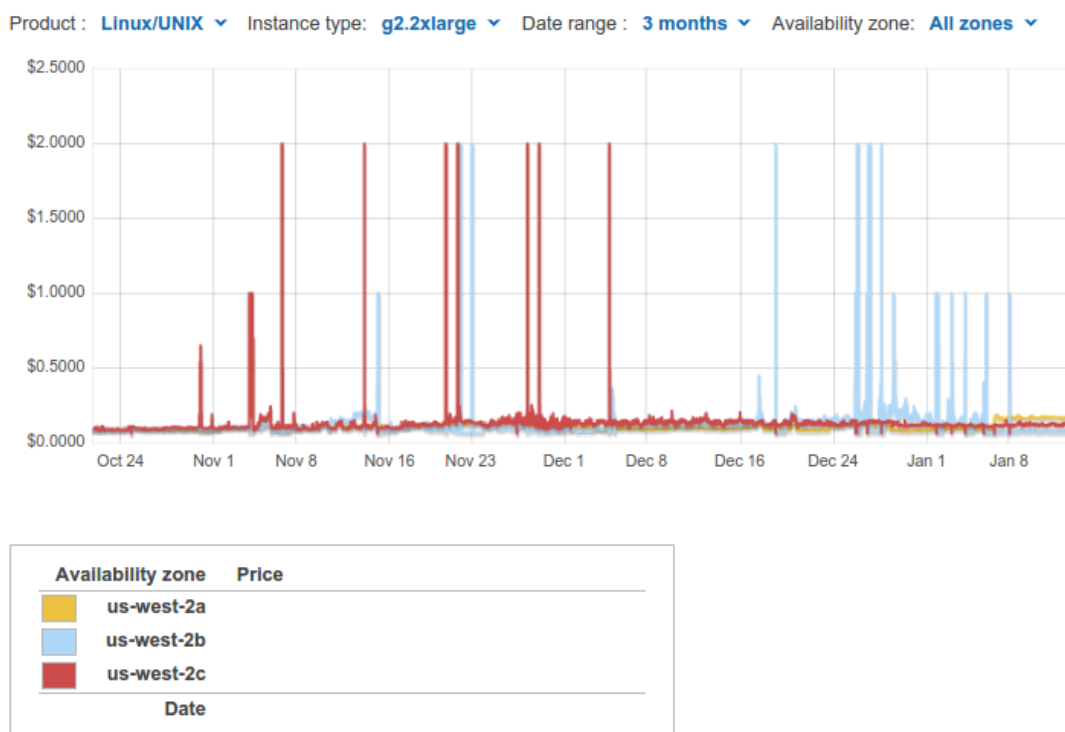 Product : Linux/UNIX Instance type: g2.2xlarge Date range : 3 months Availability zone: All zones
$2.5000
$2.0000
$1.5000
$1.0000
$0.5000
$0.0000
Oct 24 Nov 1 Nov 8 Nov 16 Nov 23 Dec 1 Dec 8 Dec 16 Dec 24 Jan 1 Jan 8
Availability zone Price
us-west-2a
us-west-2b
us-west-2c
Date